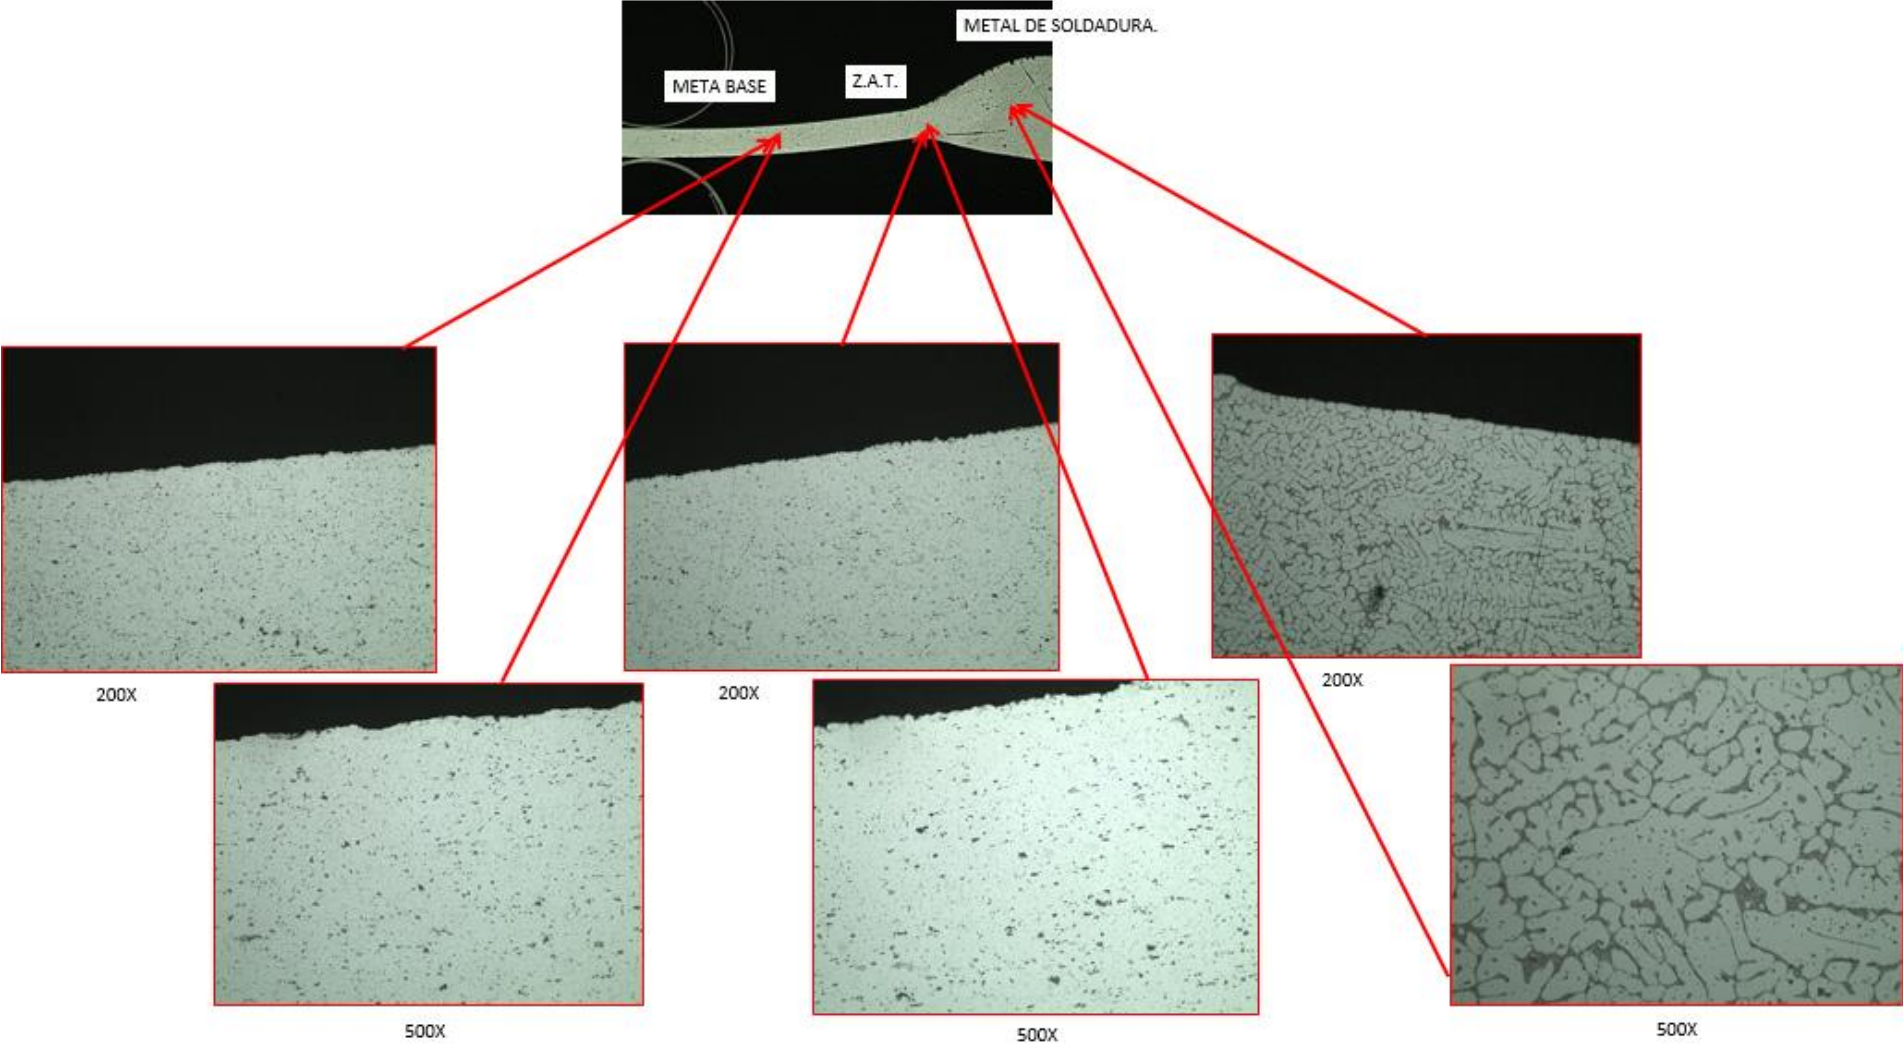 METAL DE SOLDADURA.
META BASE
Z.A.T.
200X
200X
200X
500X
500X
500X